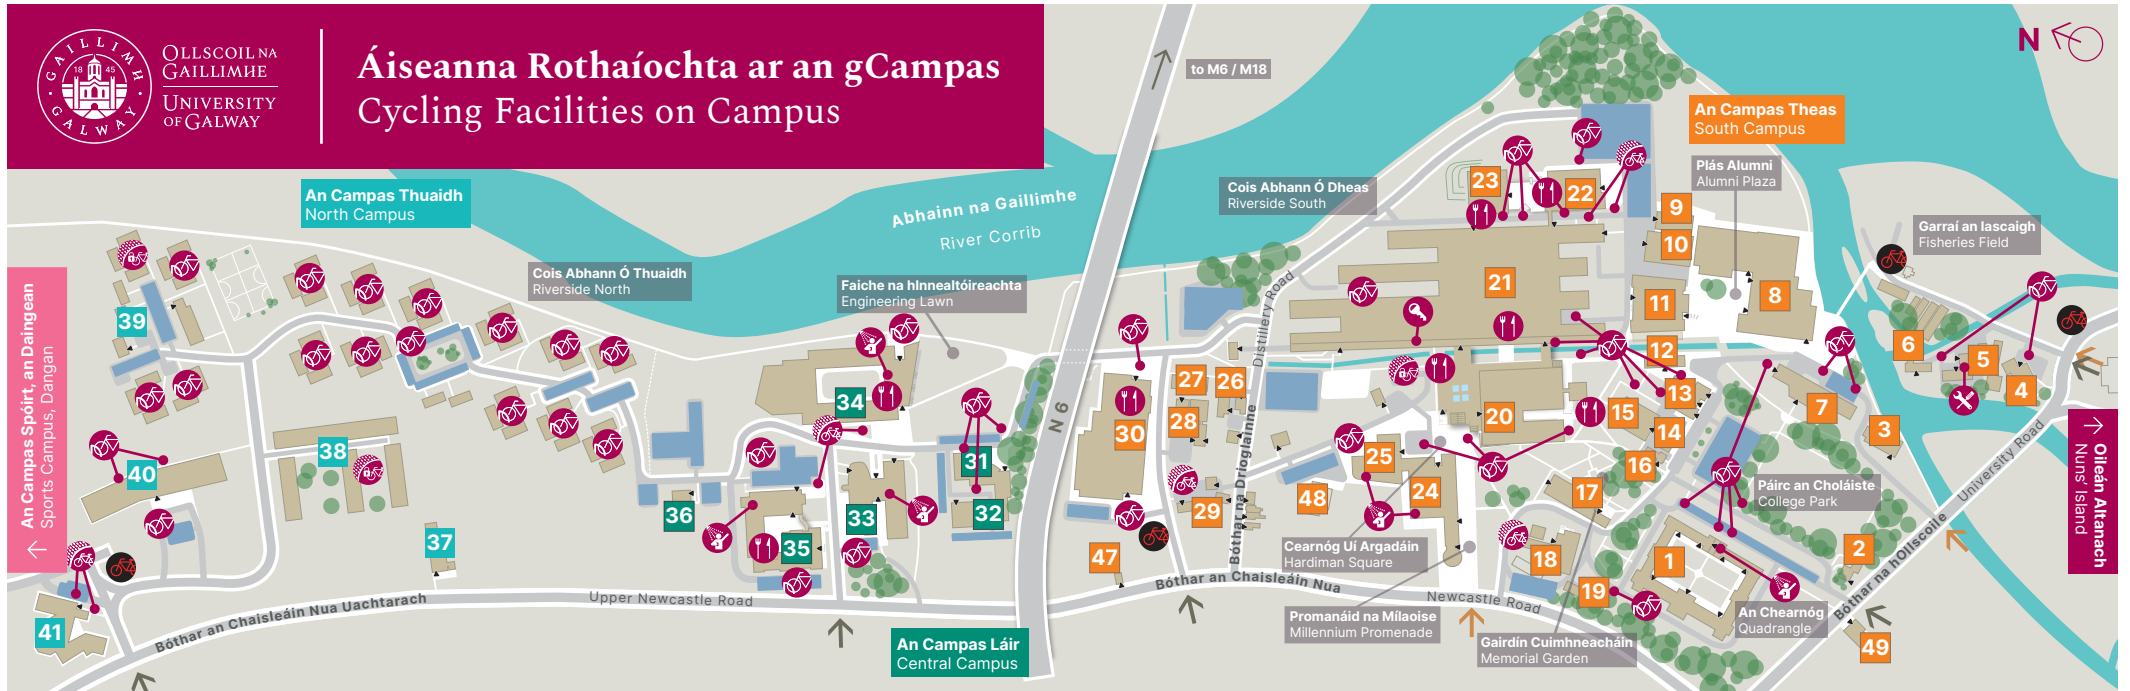 GAILLIMH
18 45
GALWAY
OLLSCOIL NA
GAILLIMHE
UNIVERSITY
OF GALWAY
Áiseanna Rothaíochta ar an gCampas
Cycling Facilities on Campus
to M6 / M18
N
An Campas Theas
South Campus
Plás Alumni
Alumni Plaza
An Campas Thuaidh
North Campus
Abhainn na Gaillimhe
River Corrib
Cois Abhann Ó Dheas
Riverside South
Garraí an Iascaigh
Fisheries Field
Cois Abhann Ó Thuaidh
Riverside North
Faiche na hInnealtóireachta
Engineering Lawn
An Campas Spóirt, an Daingean
Sports Campus, Dangan
N6
Distillery Road
Bóthar na Drioglainne
23
22
9
10
21
11
8
39
12
6
5
4
27
26
13
34
28
30
20
15
7
14
3
38
31
25
16
40
24
48
17
36
33
32
29
37
35
47
18
1
2
19
41
49
Páirc an Choláiste
College Park
University Road
Bóthar na hOllscoile
Oileán Altanach
Nuns' Island
Cearnóg Uí Argadáin
Hardiman Square
Bóthar an Chaisleáin Nua
Newcastle Road
Upper Newcastle Road
Bóthar an Chaisleáin Nua Uachtarach
Promanáid na Mílaoise
Millennium Promenade
An Chearnóg
Quadrangle
Gairdín Cuimhneacháin
Memorial Garden
An Campas Láir
Central Campus